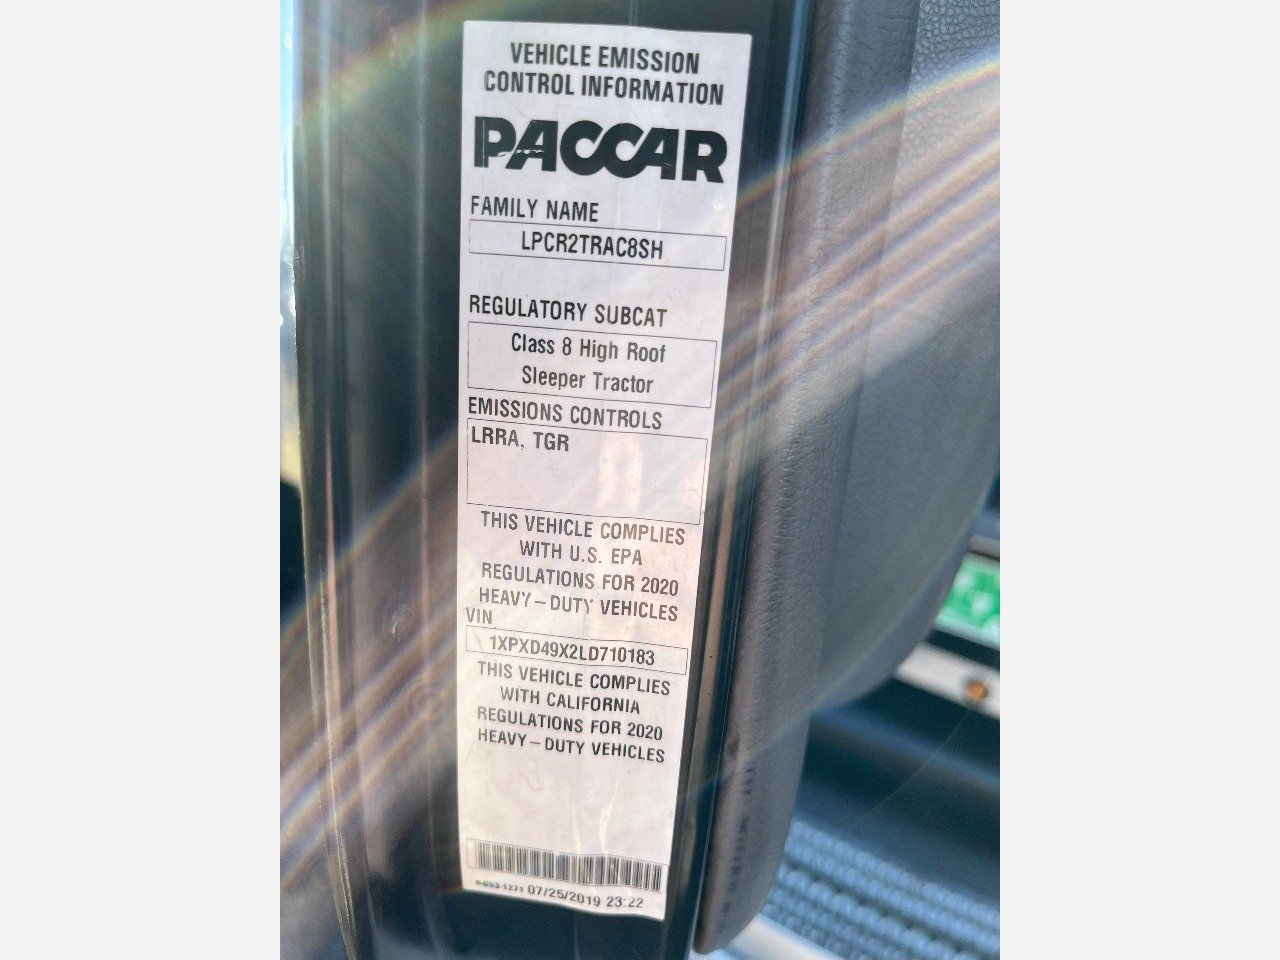 VEHICLE EMISSION
CONTROL INFORMATION
PACCAR
FAMILY NAME
LPCR2TRAC8SH
REGULATORY SUBCAT
Class 8 High Roof
Sleeper Tractor
EMISSIONS CONTROLS
LRRA, TGR
THIS VEHICLE COMPLIES
WITH U.S. EPA
REGULATIONS FOR 2020
HEAVY-DUTY VEHICLES
VIN
1XPXD49X2LD710183
THIS VEHICLE COMPLIES
WITH CALIFORNIA
REGULATIONS FOR 2020
HEAVY-DUTY VEHICLES
07/25/2019 23:22